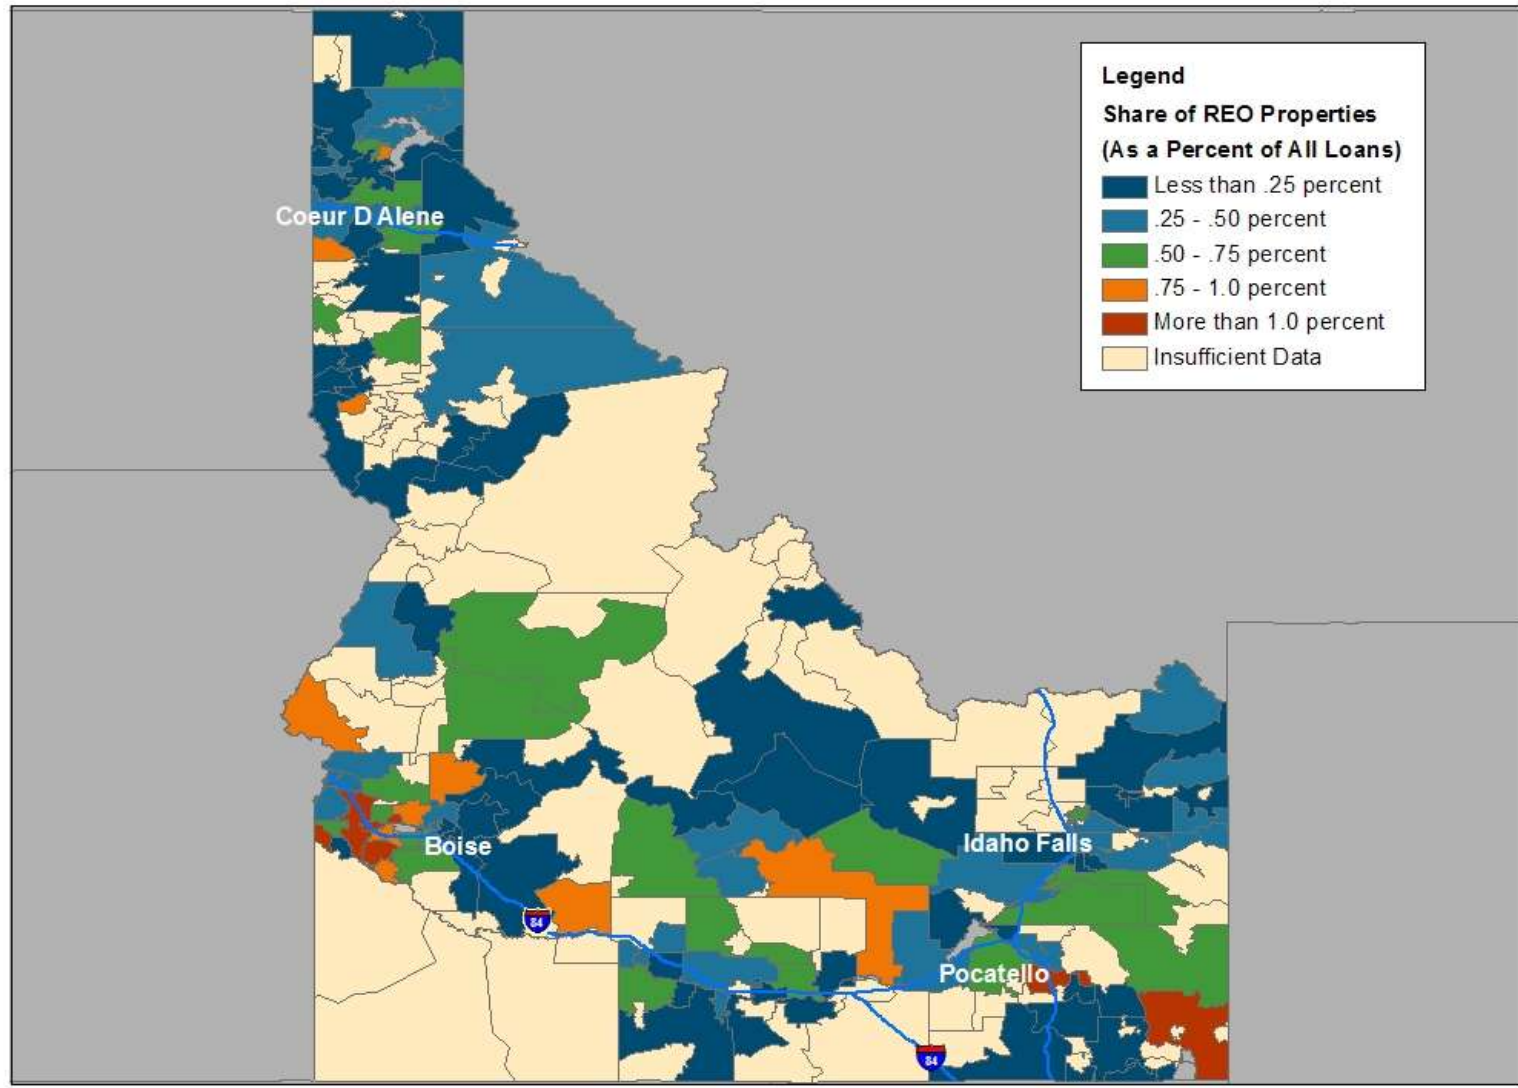 Legend
Share of REO Properties
(As a Percent of All Loans)
Less than .25 percent
.25 - .50 percent
.50 - .75 percent
.75 - 1.0 percent
More than 1.0 percent
Insufficient Data
Coeur D Alene
Boise
Idaho Falls
84
Pocatello
84